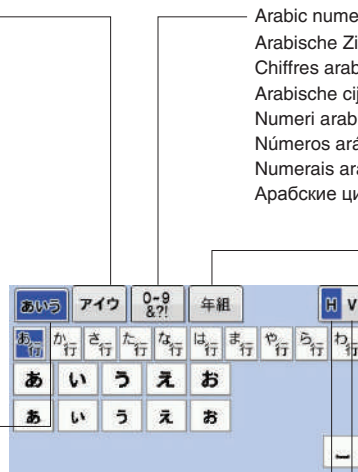 Arabic nume
Arabische Zi
Chiffres arab
Arabische cij
Numeri arab
Números ará
Numerais ara
Арабские ци
あいう アイウ 0~9 &?! 年組 H V
あ行 か行 さ行 た行 な行 は行 ま行 や行 ら行 わ行
あ い う え お
ぁ ぃ ぅ ぇ ぉ